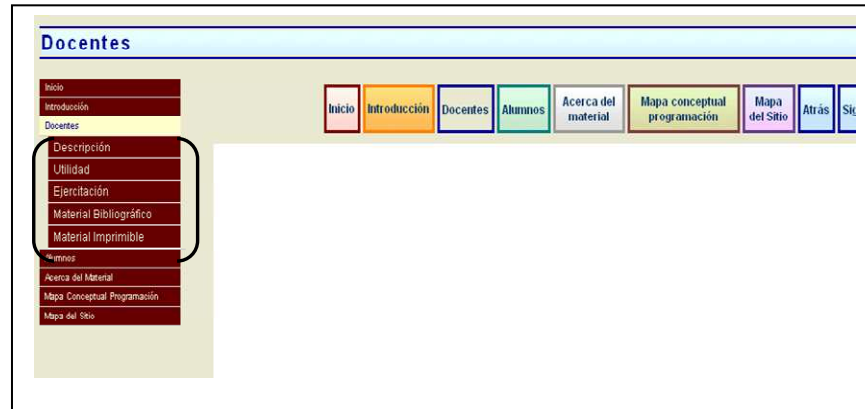 Docentes
Inicio
Introducción
Docentes
Descripción
Utilidad
Ejercitación
Material Bibliográfico
Material Imprimible
Alumnos
Acerca del Material
Mapa Conceptual Programación
Mapa del Sitio
Inicio
Introducción
Docentes
Alumnos
Acerca del
material
Mapa conceptual
programación
Mapa
del Sitio
Atrás